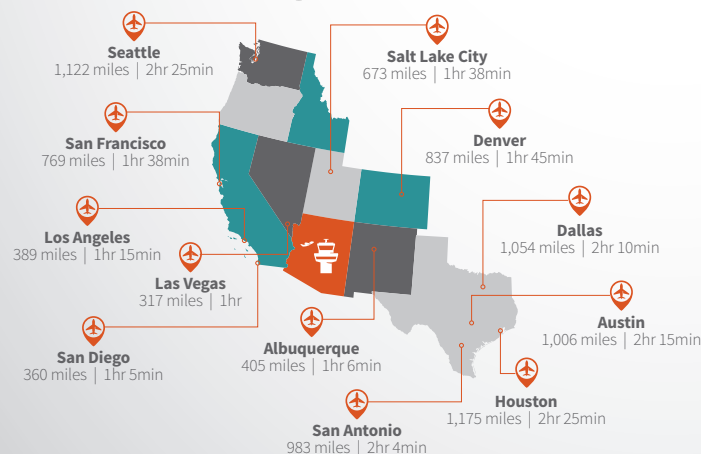 Seattle
1,122 miles | 2hr 25min
Salt Lake City
673 miles | 1hr 38min
San Francisco
769 miles | 1hr 38min
Denver
837 miles | 1hr 45min
Los Angeles
389 miles | 1hr 15min
Dallas
1,054 miles | 2hr 10min
Las Vegas
317 miles | 1hr
Austin
1,006 miles | 2hr 15min
San Diego
360 miles | 1hr 5min
Albuquerque
405 miles | 1hr 6min
Houston
1,175 miles | 2hr 25min
San Antonio
983 miles | 2hr 4min